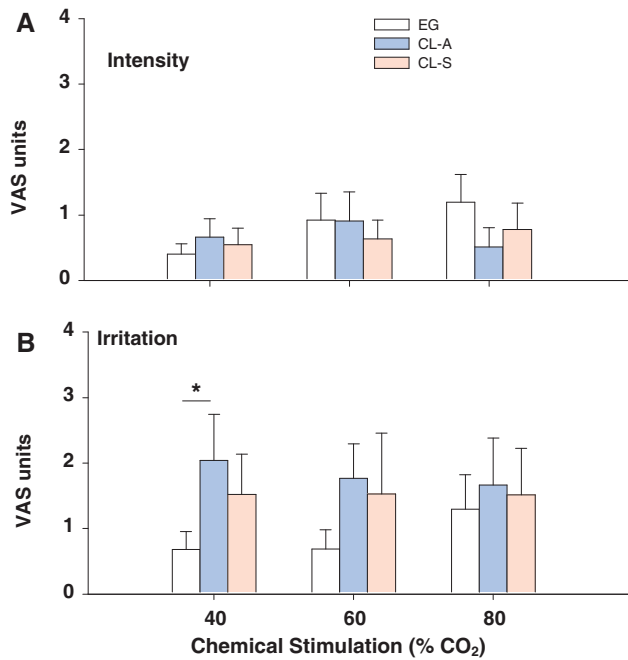 A
Intensity
EG
CL-A
CL-S
VAS units
4
3
2
1
0
B
Irritation
*
VAS units
4
3
2
1
0
40
60
80
Chemical Stimulation (% CO₂)